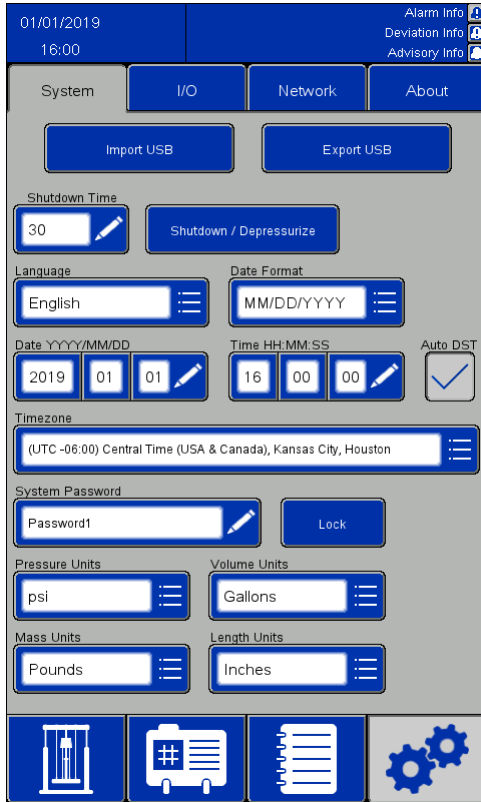 01/01/2019
16:00
Alarm Info
Deviation Info
Advisory Info
System I/O Network About
Import USB Export USB
Shutdown Time
30 Shutdown / Depressurize
Language Date Format
English MM/DD/YYYY
Date YYYY/MM/DD Time HH:MM:SS Auto DST
2019 01 01 16 00 00
Timezone
(UTC -06:00) Central Time (USA & Canada), Kansas City, Houston
System Password
Password1 Lock
Pressure Units Volume Units
psi Gallons
Mass Units Length Units
Pounds Inches